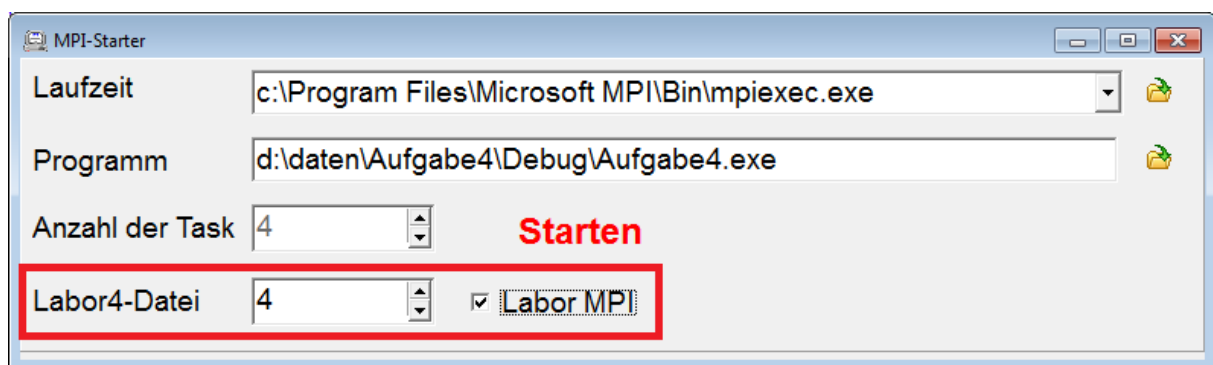 MPI-Starter
Laufzeit c:\Program Files\Microsoft MPI\Bin\mpiexec.exe
Programm d:\daten\Aufgabe4\Debug\Aufgabe4.exe
Anzahl der Task 4 Starten
Labor4-Datei 4 Labor MPI